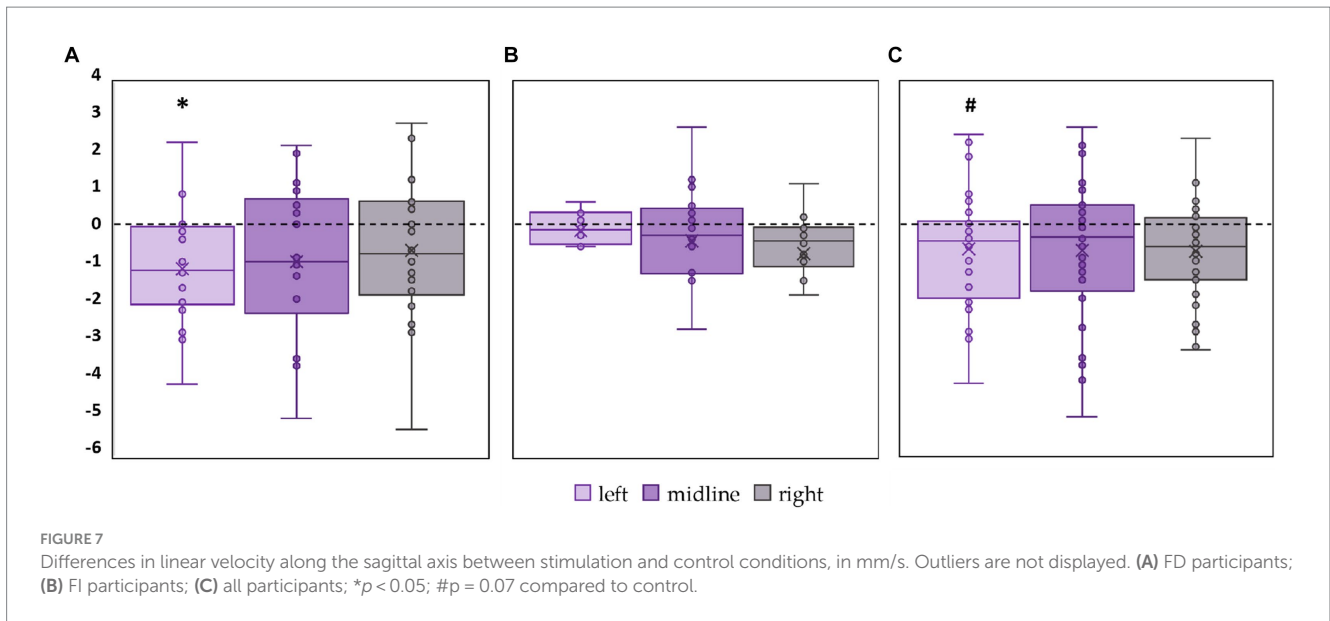 A B C
4
3
* #
2
1
0
-1
-2
-3
-4
-5
-6
left midline right
FIGURE 7
Differences in linear velocity along the sagittal axis between stimulation and control conditions, in mm/s. Outliers are not displayed. (A) FD participants;
(B) FI participants; (C) all participants; *p < 0.05; #p = 0.07 compared to control.